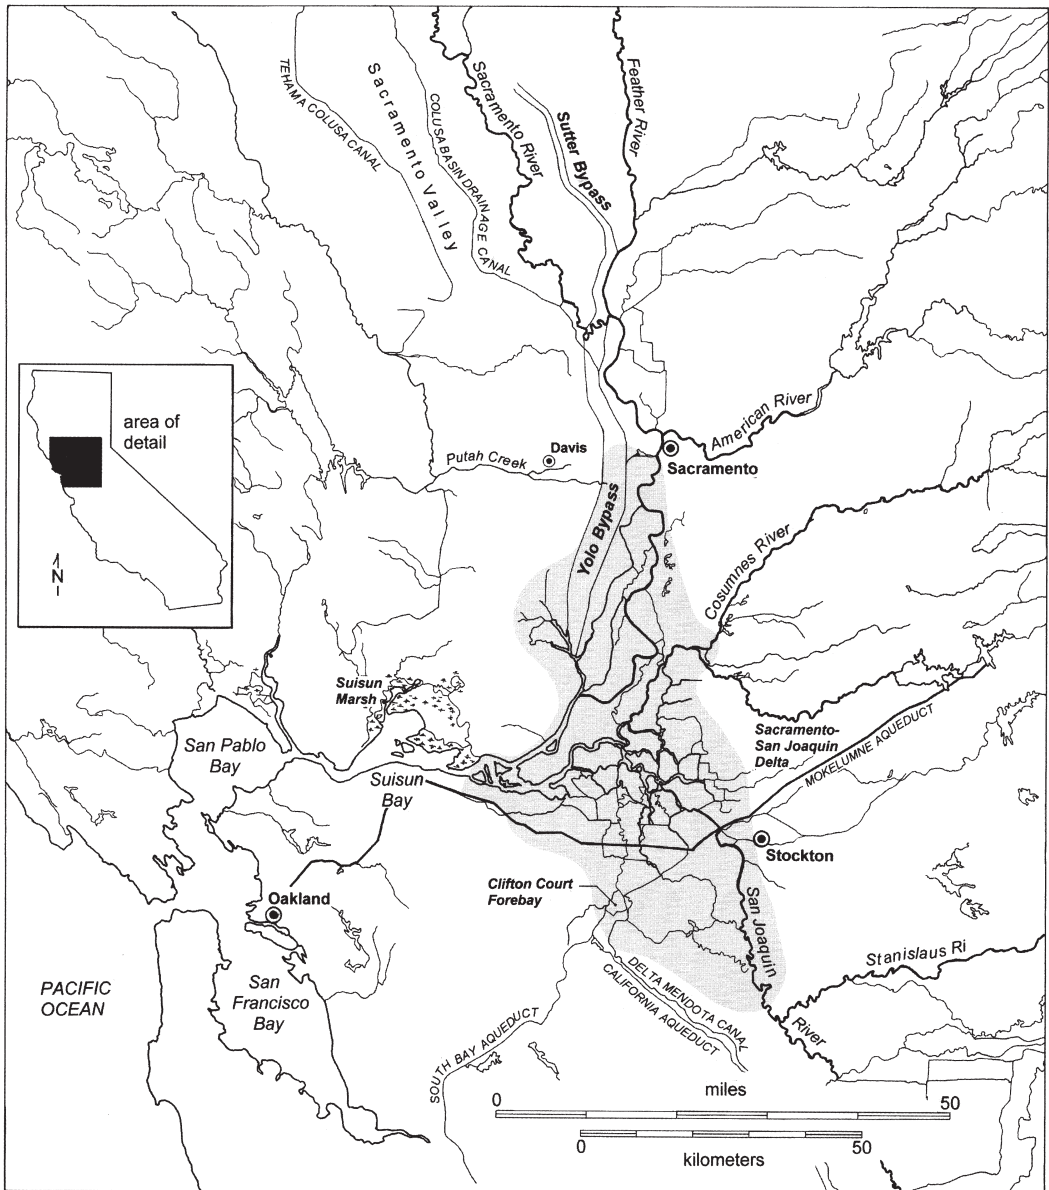 TEHAMA COLUSA CANAL
Sacramento Valley
COLUSA BASIN DRAINAGE CANAL
Sacramento River
Sutter Bypass
Feather River
area of
detail
N
American River
Davis
Putah Creek
Sacramento
Yolo Bypass
Cosumnes River
Suisun
Marsh
San Pablo
Bay
Suisun
Bay
Sacramento-
San Joaquin
Delta
MOKELUMNE AQUEDUCT
Stockton
Clifton Court
Forebay
Oakland
San Joaquin
River
Stanislaus Ri
PACIFIC
OCEAN
San
Francisco
Bay
DELTA MENDOTA CANAL
CALIFORNIA AQUEDUCT
SOUTH BAY AQUEDUCT
miles
0 50
0 50
kilometers